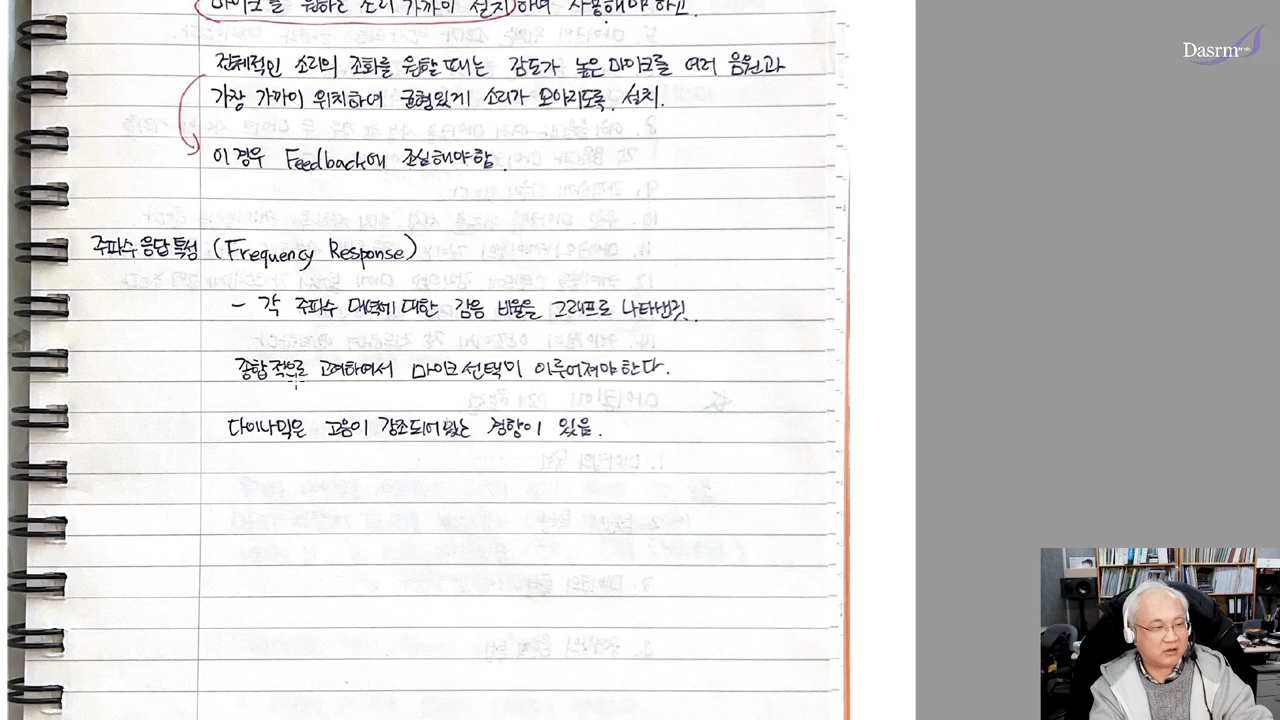 마이크를 원하는 소리 가까이 설치하여 사용해야 하고.
전체적인 소리의 조화를 원할 때는 감도가 높은 마이크를 여러 음원과
가장 가까이 위치하여 균형있게 소리가 모아지도록 설치.
이 경우 Feedback에 조심해야함.
주파수 응답 특성 (Frequency Response)
- 각 주파수 대역에 대한 감응 비율을 그래프로 나타낸것.
종합적으로 고려하여서 마이크 선택이 이루어져야 한다.
다이나믹은 고음이 강조되어있는 경향이 있음.
Dasrm